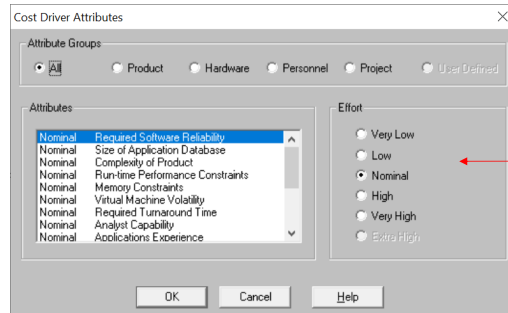 Cost Driver Attributes
Attribute Groups
All Product Hardware Personnel Project User Defined
Attributes
Nominal Required Software Reliability
Nominal Size of Application Database
Nominal Complexity of Product
Nominal Run-time Performance Constraints
Nominal Memory Constraints
Nominal Virtual Machine Volatility
Nominal Required Turnaround Time
Nominal Analyst Capability
Nominal Applications Experience
Effort
Very Low
Low
Nominal
High
Very High
Extra High
OK Cancel Help